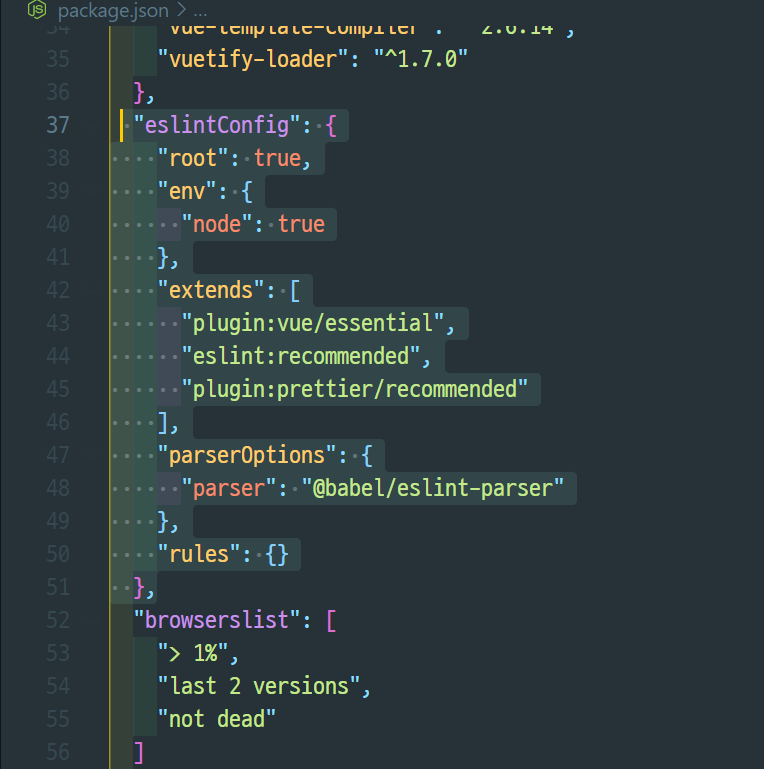 package.json > ...
34 "vue-template-compiler": "^2.6.14",
35 "vuetify-loader": "^1.7.0"
36 },
37 "eslintConfig": {
38 "root": true,
39 "env": {
40 "node": true
41 },
42 "extends": [
43 "plugin:vue/essential",
44 "eslint:recommended",
45 "plugin:prettier/recommended"
46 ],
47 "parserOptions": {
48 "parser": "@babel/eslint-parser"
49 },
50 "rules": {}
51 },
52 "browserslist": [
53 "> 1%",
54 "last 2 versions",
55 "not dead"
56 ]